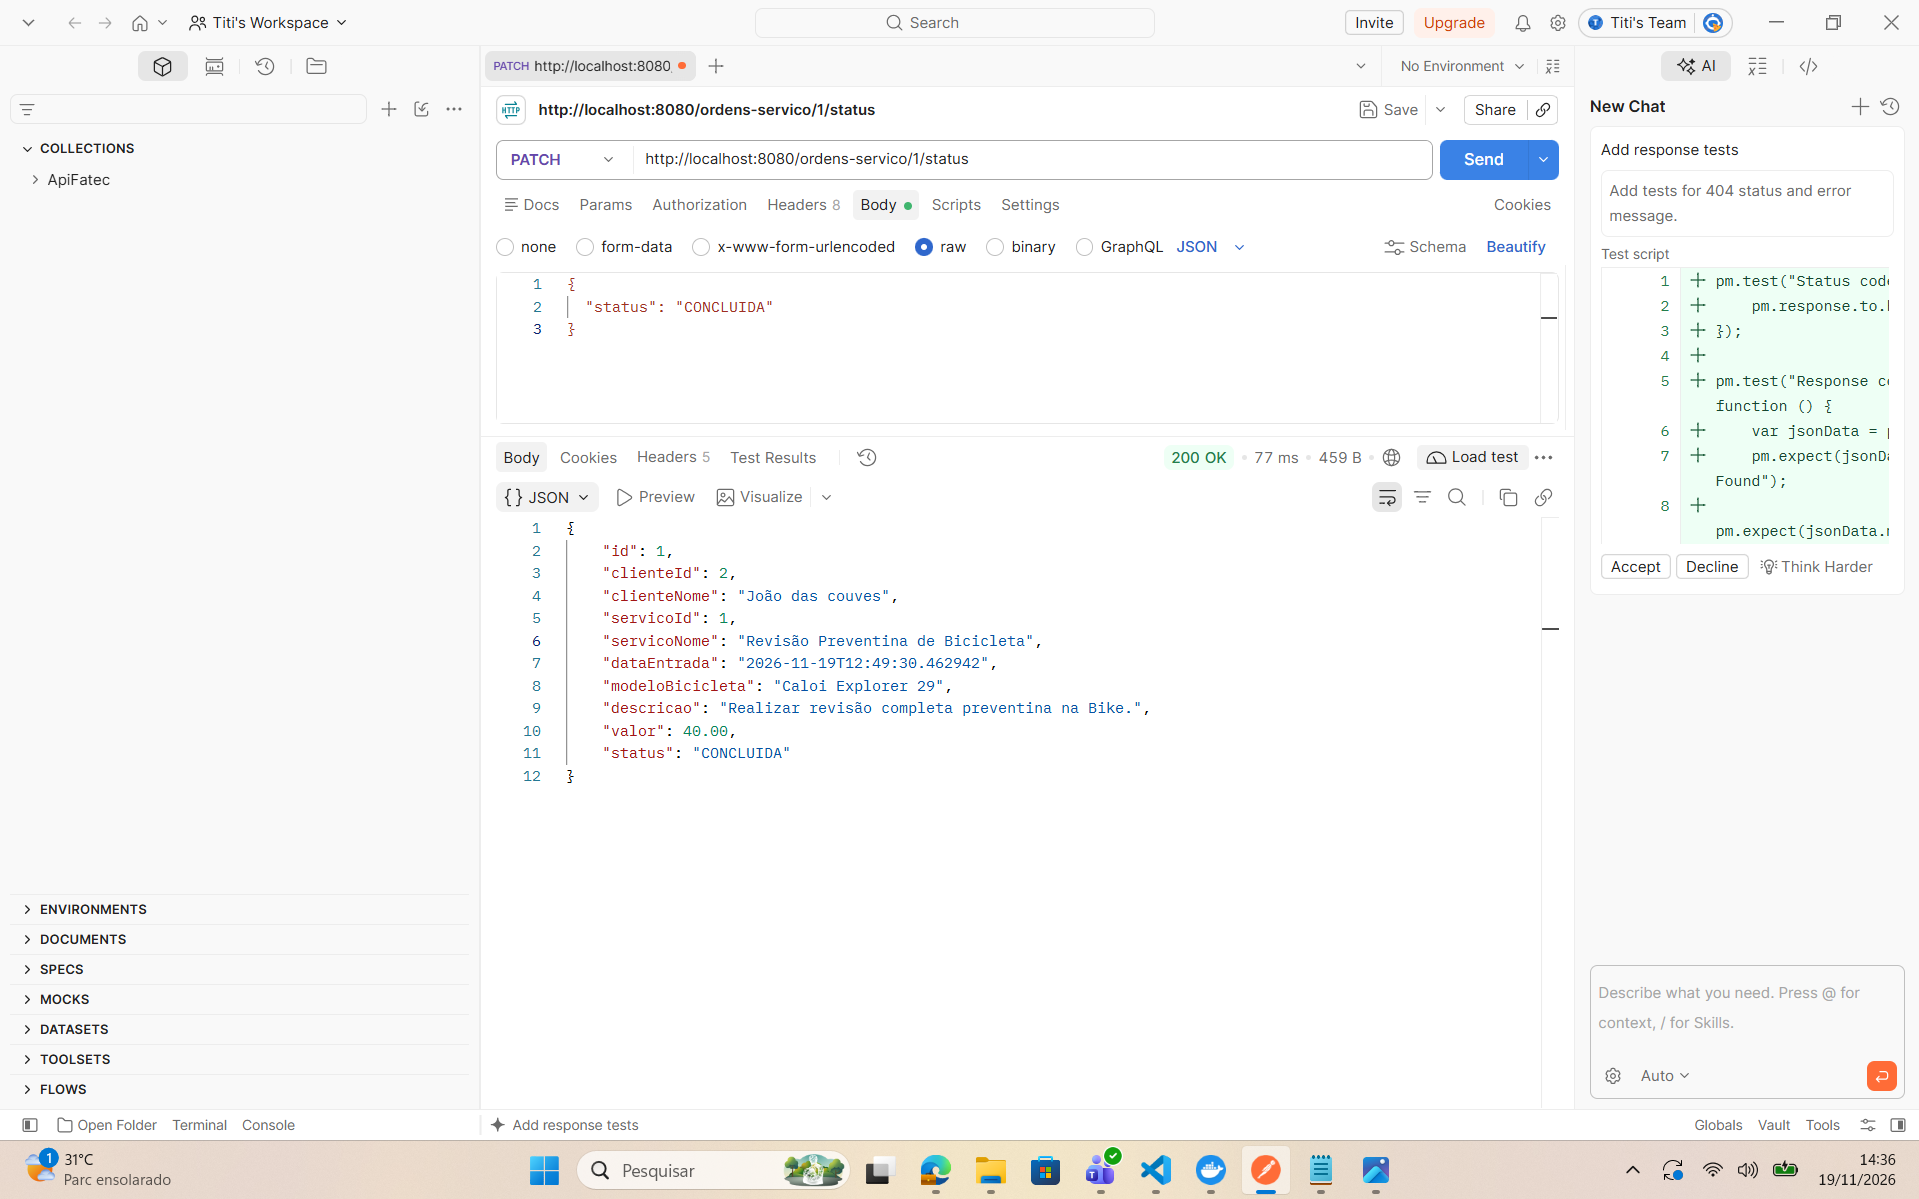 Titi's Workspace
Search
Invite
Upgrade
Titi's Team
PATCH http://localhost:8080
No Environment
AI
http://localhost:8080/ordens-servico/1/status
Save
Share
New Chat
COLLECTIONS
ApiFatec
PATCH
http://localhost:8080/ordens-servico/1/status
Send
Add response tests
Add tests for 404 status and error
message.
Docs Params Authorization Headers 8 Body Scripts Settings Cookies
none form-data x-www-form-urlencoded raw binary GraphQL JSON Schema Beautify
1 {
2 "status": "CONCLUIDA"
3 }
Test script
1 + pm.test("Status cod
2 + pm.response.to.
3 + });
4 +
5 + pm.test("Response c
function () {
6 + var jsonData =
7 + pm.expect(jsonDa
Found");
8 +
pm.expect(jsonData.
Accept Decline Think Harder
Body Cookies Headers 5 Test Results
200 OK • 77 ms • 459 B
Load test
{} JSON Preview Visualize
1 {
2 "id": 1,
3 "clienteId": 2,
4 "clienteNome": "João das couves",
5 "servicoId": 1,
6 "servicoNome": "Revisão Preventina de Bicicleta",
7 "dataEntrada": "2026-11-19T12:49:30.462942",
8 "modeloBicicleta": "Caloi Explorer 29",
9 "descricao": "Realizar revisão completa preventina na Bike.",
10 "valor": 40.00,
11 "status": "CONCLUIDA"
12 }
ENVIRONMENTS
DOCUMENTS
SPECS
MOCKS
DATASETS
TOOLSETS
FLOWS
Describe what you need. Press @ for
context, / for Skills.
Auto
Open Folder Terminal Console
Add response tests
Globals Vault Tools
1
31°C
Parc ensolarado
Pesquisar
14:36
19/11/2026